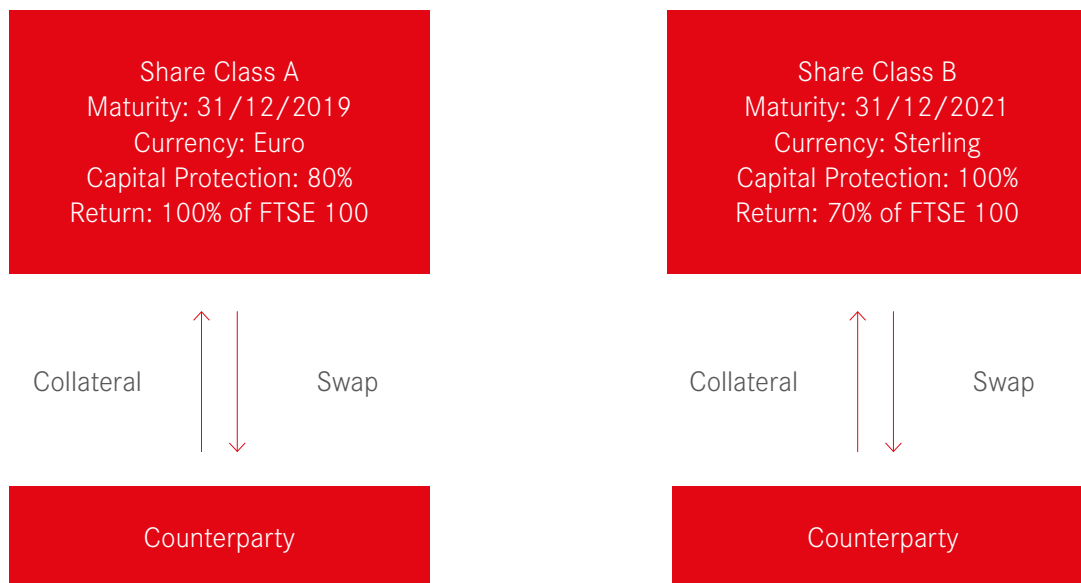 Share Class A
Maturity: 31/12/2019
Currency: Euro
Capital Protection: 80%
Return: 100% of FTSE 100
Share Class B
Maturity: 31/12/2021
Currency: Sterling
Capital Protection: 100%
Return: 70% of FTSE 100
Collateral
Swap
Collateral
Swap
Counterparty
Counterparty